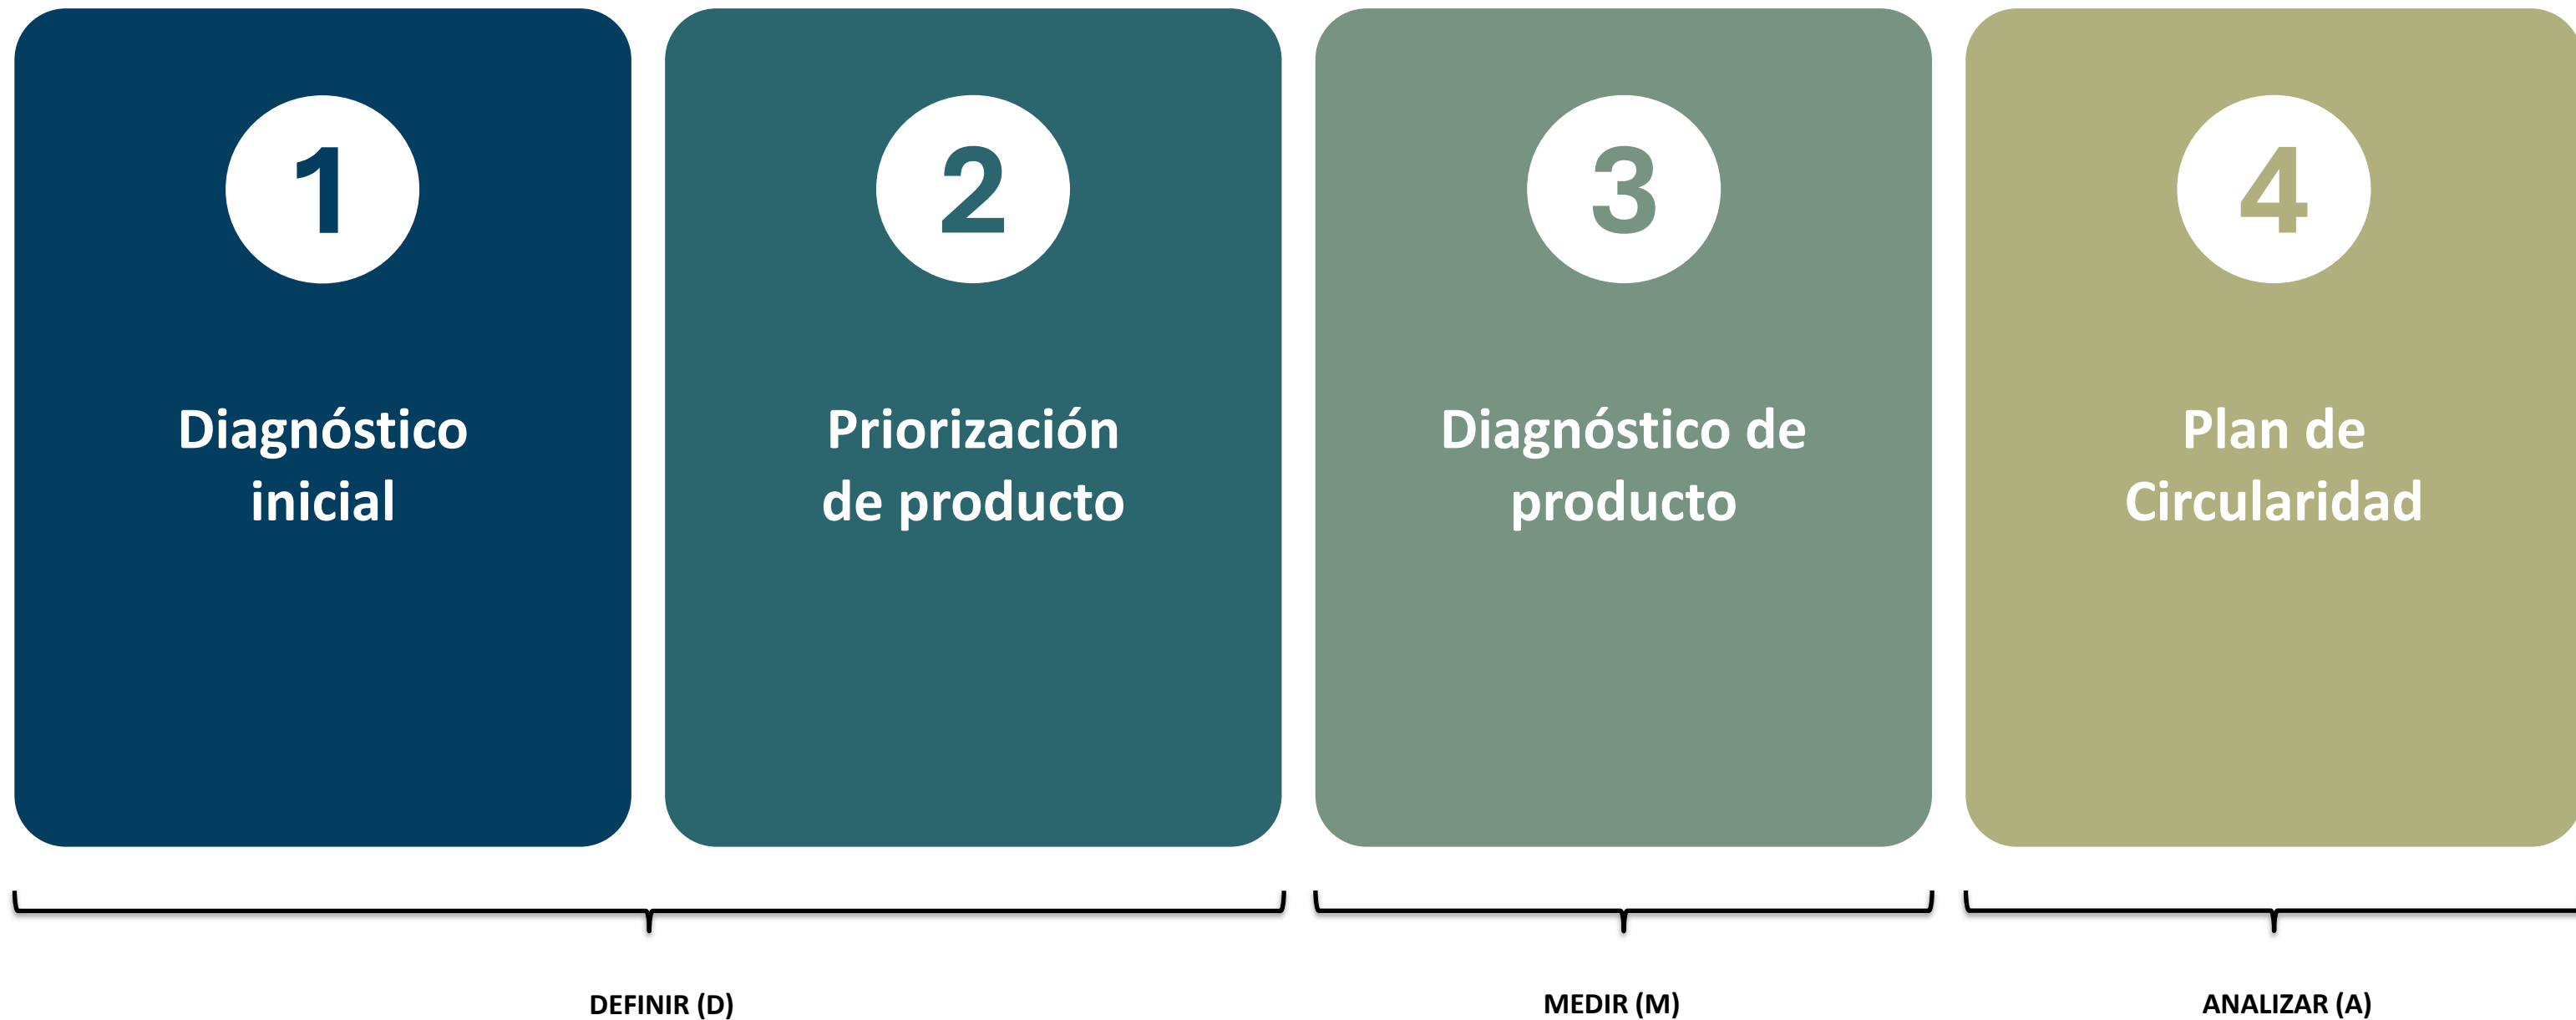 1
Diagnóstico
inicial
2
Priorización
de producto
3
Diagnóstico de
producto
4
Plan de
Circularidad
DEFINIR (D)
MEDIR (M)
ANALIZAR (A)